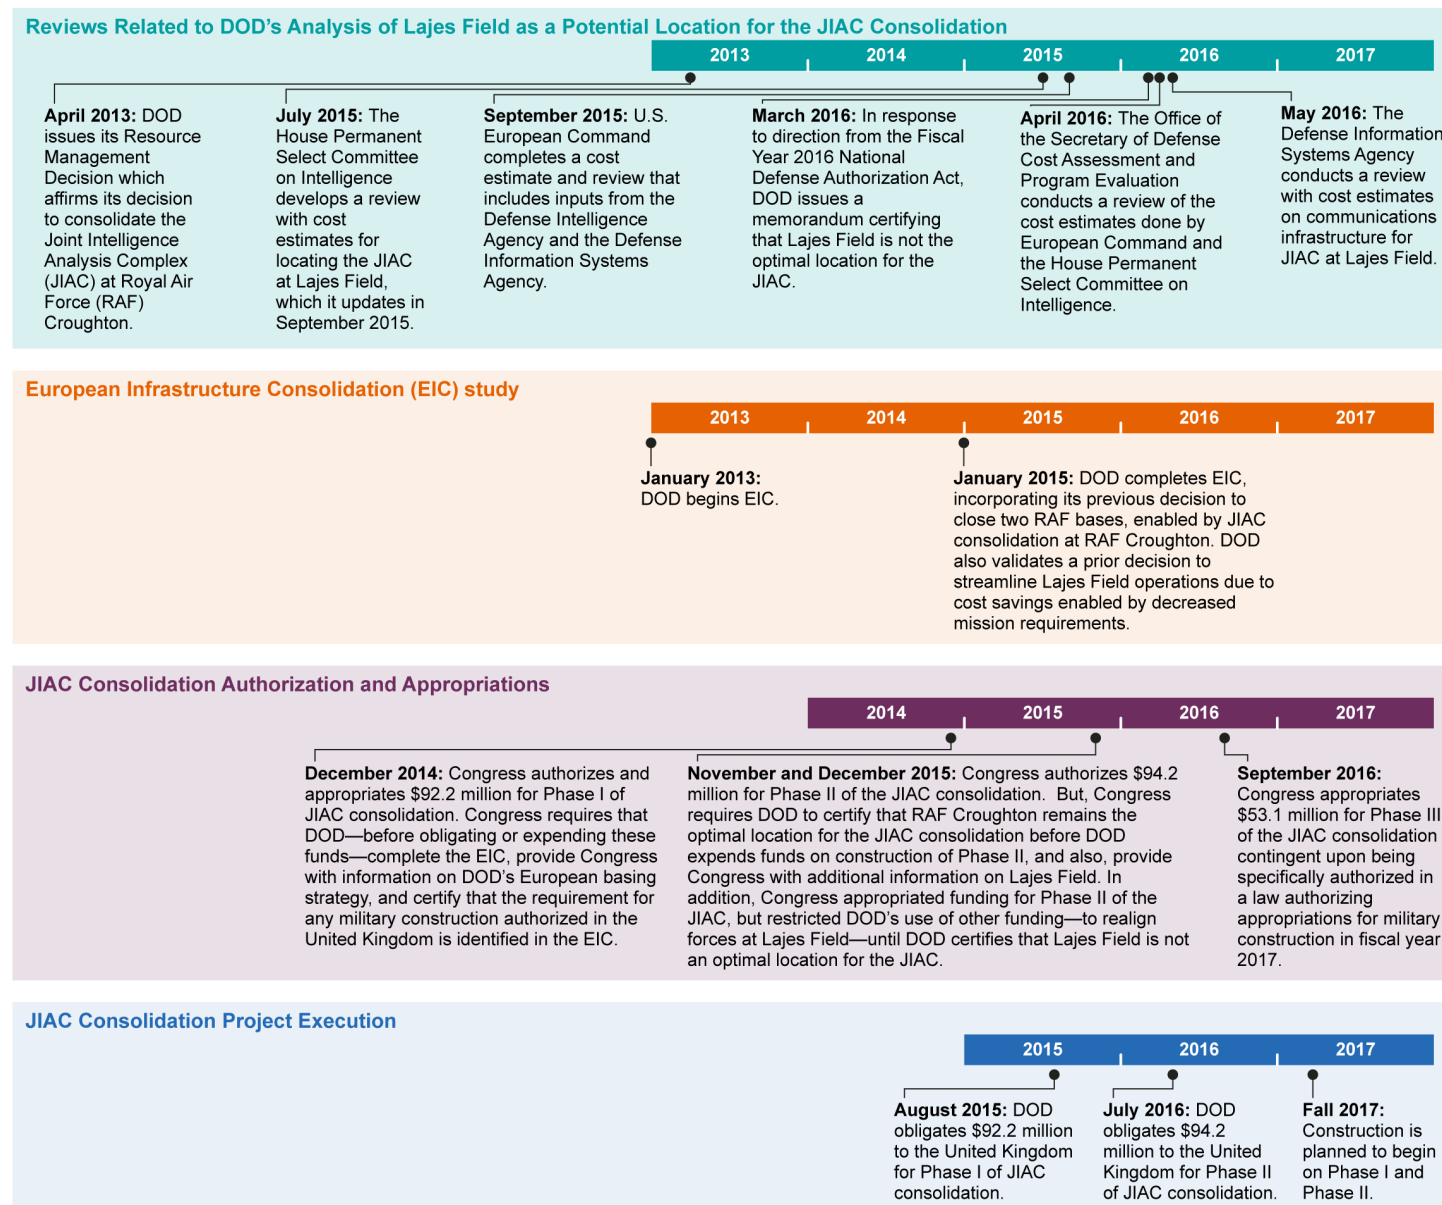 Reviews Related to DOD's Analysis of Lajes Field as a Potential Location for the JIAC Consolidation
2013
2014
2015
2016
2017
April 2013: DOD
issues its Resource
Management
Decision which
affirms its decision
to consolidate the
Joint Intelligence
Analysis Complex
(JIAC) at Royal Air
Force (RAF)
Croughton.
July 2015: The
House Permanent
Select Committee
on Intelligence
develops a review
with cost
estimates for
locating the JIAC
at Lajes Field,
which it updates in
September 2015.
September 2015: U.S.
European Command
completes a cost
estimate and review that
includes inputs from the
Defense Intelligence
Agency and the Defense
Information Systems
Agency.
March 2016: In response
to direction from the Fiscal
Year 2016 National
Defense Authorization Act,
DOD issues a
memorandum certifying
that Lajes Field is not the
optimal location for the
JIAC.
April 2016: The Office of
the Secretary of Defense
Cost Assessment and
Program Evaluation
conducts a review of the
cost estimates done by
European Command and
the House Permanent
Select Committee on
Intelligence.
May 2016: The
Defense Information
Systems Agency
conducts a review
with cost estimates
on communications
infrastructure for
JIAC at Lajes Field.
European Infrastructure Consolidation (EIC) study
2013
2014
2015
2016
2017
January 2013:
DOD begins EIC.
January 2015: DOD completes EIC,
incorporating its previous decision to
close two RAF bases, enabled by JIAC
consolidation at RAF Croughton. DOD
also validates a prior decision to
streamline Lajes Field operations due to
cost savings enabled by decreased
mission requirements.
JIAC Consolidation Authorization and Appropriations
2014
2015
2016
2017
December 2014: Congress authorizes and
appropriates $92.2 million for Phase I of
JIAC consolidation. Congress requires that
DOD—before obligating or expending these
funds—complete the EIC, provide Congress
with information on DOD's European basing
strategy, and certify that the requirement for
any military construction authorized in the
United Kingdom is identified in the EIC.
November and December 2015: Congress authorizes $94.2
million for Phase II of the JIAC consolidation.  But, Congress
requires DOD to certify that RAF Croughton remains the
optimal location for the JIAC consolidation before DOD
expends funds on construction of Phase II, and also, provide
Congress with additional information on Lajes Field. In
addition, Congress appropriated funding for Phase II of the
JIAC, but restricted DOD's use of other funding—to realign
forces at Lajes Field—until DOD certifies that Lajes Field is not
an optimal location for the JIAC.
September 2016:
Congress appropriates
$53.1 million for Phase III
of the JIAC consolidation
contingent upon being
specifically authorized in
a law authorizing
appropriations for military
construction in fiscal year
2017.
JIAC Consolidation Project Execution
2015
2016
2017
August 2015: DOD
obligates $92.2 million
to the United Kingdom
for Phase I of JIAC
consolidation.
July 2016: DOD
obligates $94.2
million to the United
Kingdom for Phase II
of JIAC consolidation.
Fall 2017:
Construction is
planned to begin
on Phase I and
Phase II.